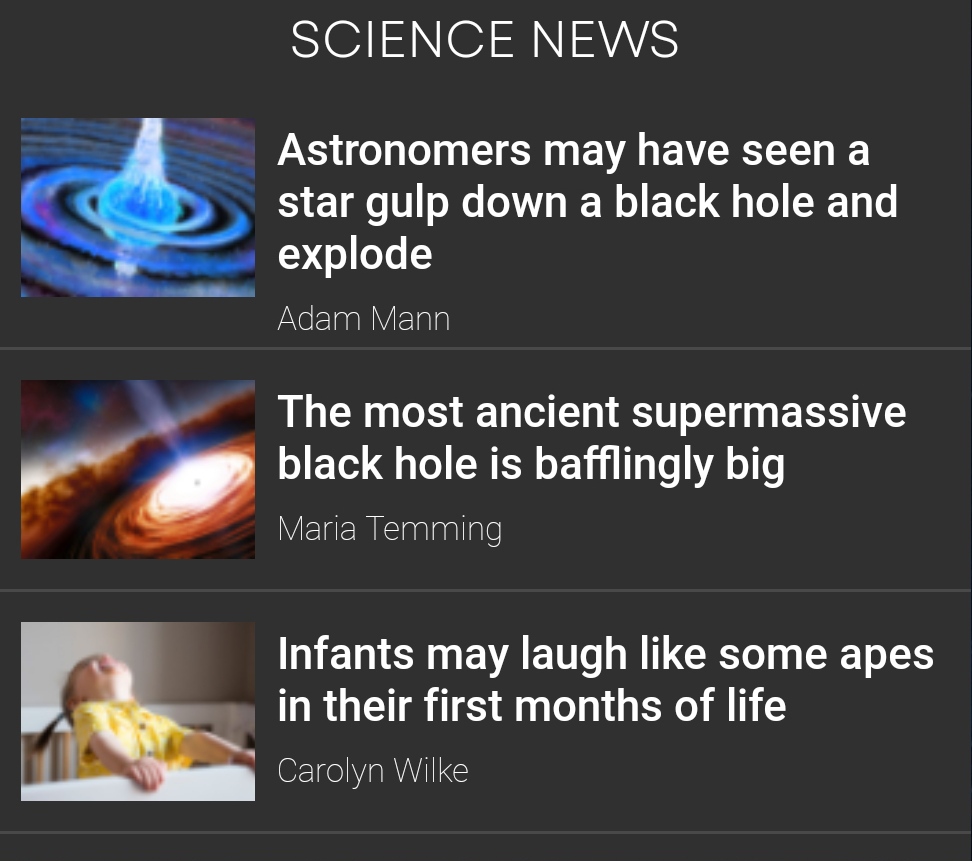 SCIENCE NEWS
Astronomers may have seen a
star gulp down a black hole and
explode
Adam Mann
The most ancient supermassive
black hole is bafflingly big
Maria Temming
Infants may laugh like some apes
in their first months of life
Carolyn Wilke